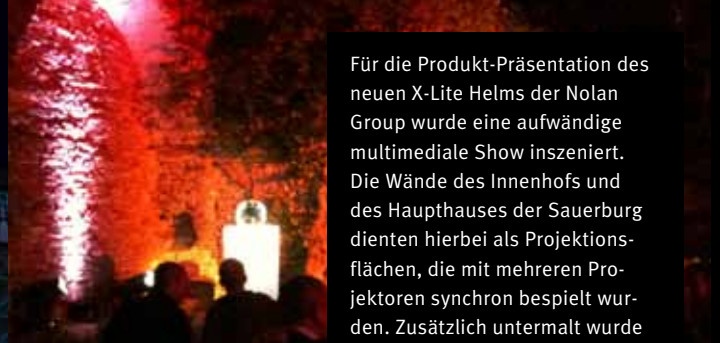 Für die Produkt-Präsentation des
neuen X-Lite Helms der Nolan
Group wurde eine aufwändige
multimediale Show inszeniert.
Die Wände des Innenhofs und
des Haupthauses der Sauerburg
dienten hierbei als Projektions-
flächen, die mit mehreren Pro-
jektoren synchron bespielt wur-
den. Zusätzlich untermalt wurde